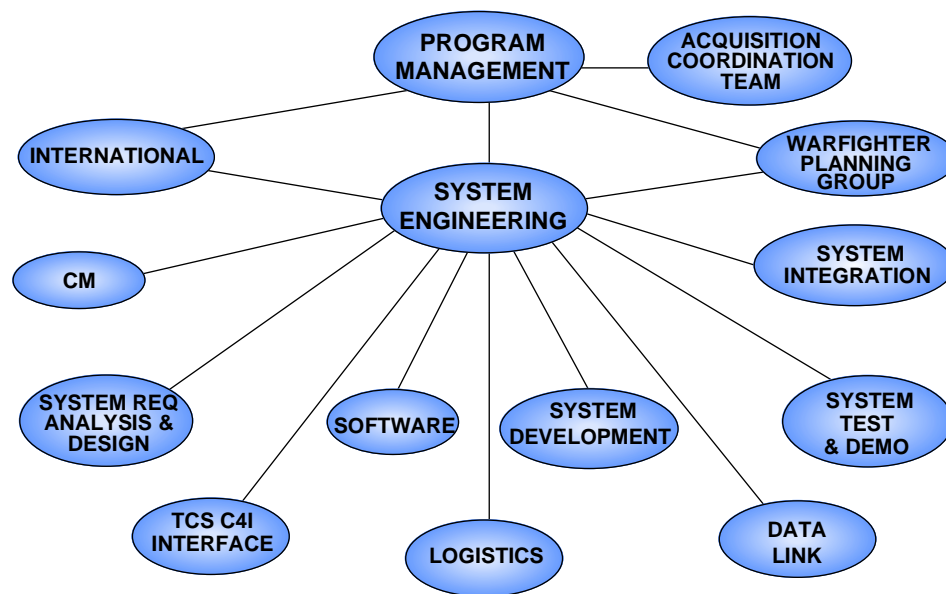 PROGRAM
MANAGEMENT
ACQUISITION
COORDINATION
TEAM
INTERNATIONAL
WARFIGHTER
PLANNING
GROUP
SYSTEM
ENGINEERING
SYSTEM
INTEGRATION
CM
SYSTEM REQ
ANALYSIS &
DESIGN
SOFTWARE
SYSTEM
DEVELOPMENT
SYSTEM
TEST
& DEMO
TCS C4I
INTERFACE
LOGISTICS
DATA
LINK